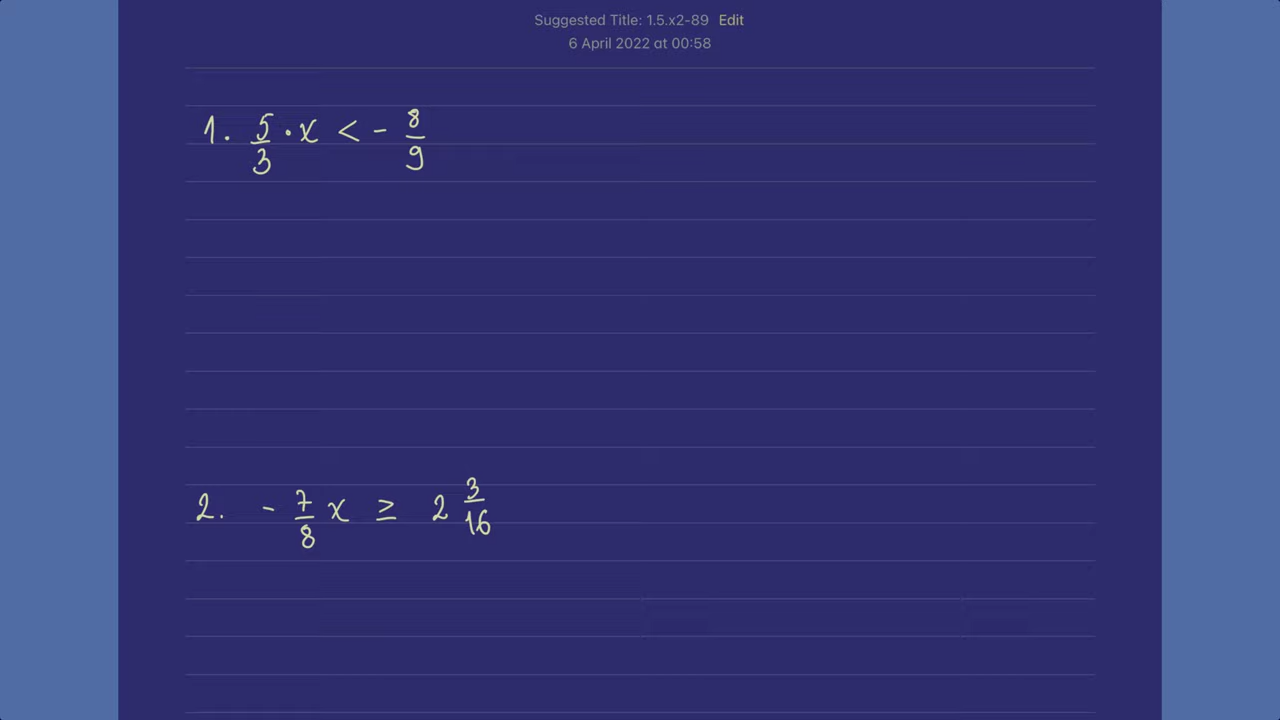 Suggested Title: 1.5.x2-89 Edit
6 April 2022 at 00:58
1. 5/3 · x < - 8/9
2. - 7/8 x ≥ 2 3/16